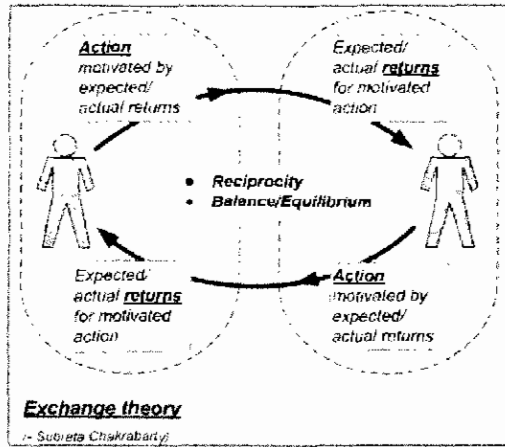 Action
motivated by
expected/
actual returns
Expected/
actual returns
for motivated
action
• Reciprocity
• Balance/Equilibrium
Expected/
actual returns
for motivated
action
Action
motivated by
expected/
actual returns
Exchange theory
Chakrabarty